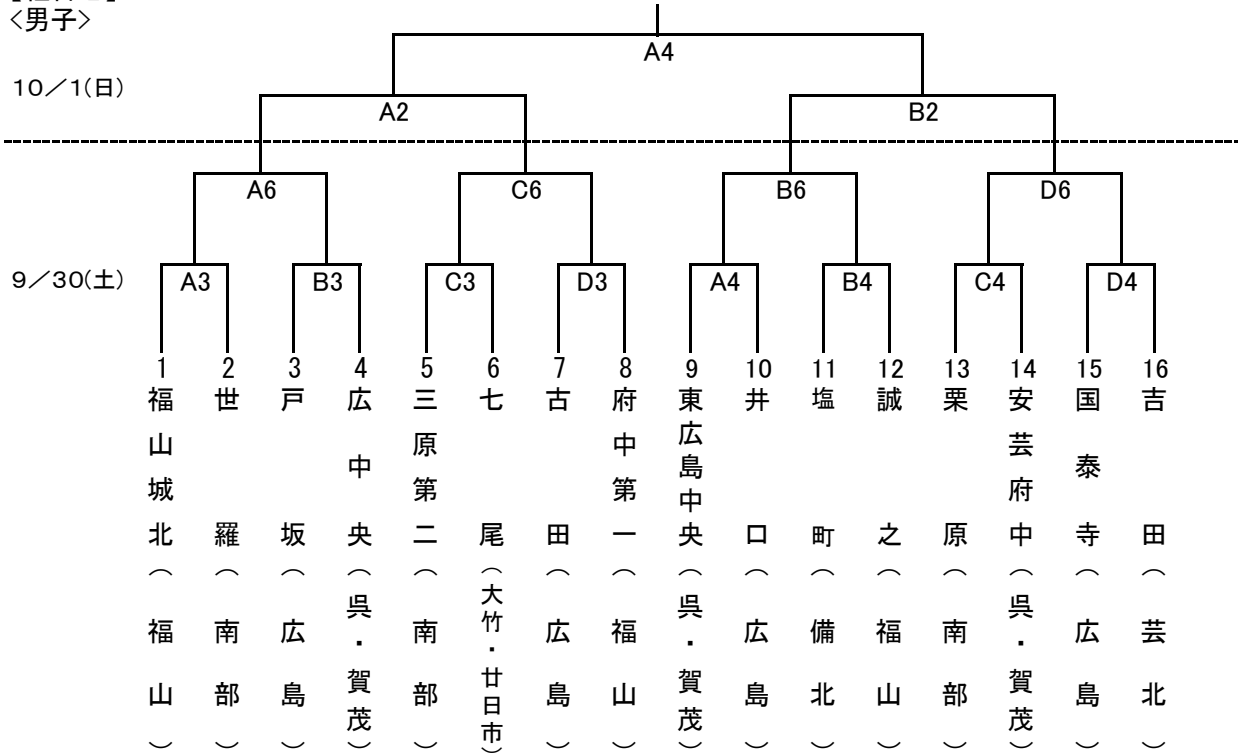 <男子>
A4
10／1(日)
A2
B2
A6
C6
B6
D6
9／30(土)
A3
B3
C3
D3
A4
B4
C4
D4
1
2
3
4
5
6
7
8
9
10
11
12
13
14
15
16
福山城北（福山）
世羅（南部）
戸坂（広島）
広中央（呉・賀茂）
三原第二（南部）
七尾（大竹・廿日市）
古田（広島）
府中第一（福山）
東広島中央（呉・賀茂）
井口（広島）
塩町（備北）
誠之（福山）
栗原（南部）
安芸府中（呉・賀茂）
国泰寺（広島）
吉田（芸北）